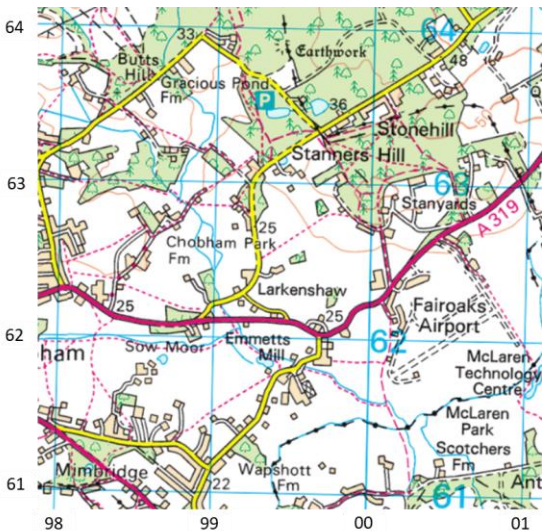 64
33
Earthwork
64
Butts
Hill
48
Gracious Pond
Fm
P
36
Stonehill
Stanners Hill
50
63
63
Stanyards
A 319
25
Chobham Park
Fm
Larkenshaw
25
25
Fairoaks
Airport
62
62
Emmetts
Mill
ham
Sow Moor
McLaren
Technology
Centre
McLaren
Park
Scotchers
Fm
Mimbridge
Wapshott
Fm
22
61
61
Ant
98
99
00
01